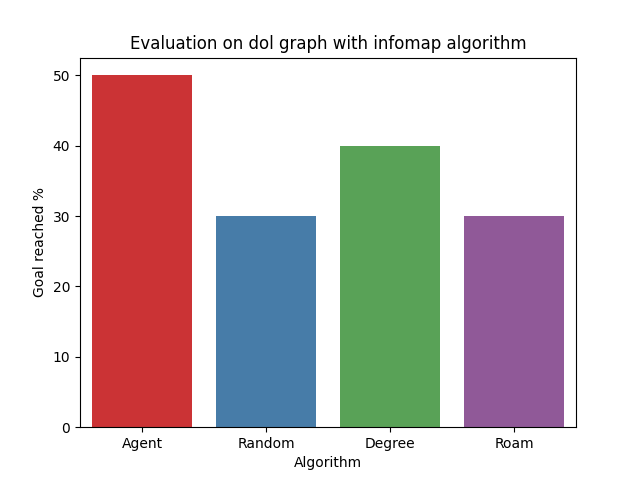 Evaluation on dol graph with infomap algorithm
Goal reached %
50
40
30
20
10
0
Agent Random Degree Roam
Algorithm